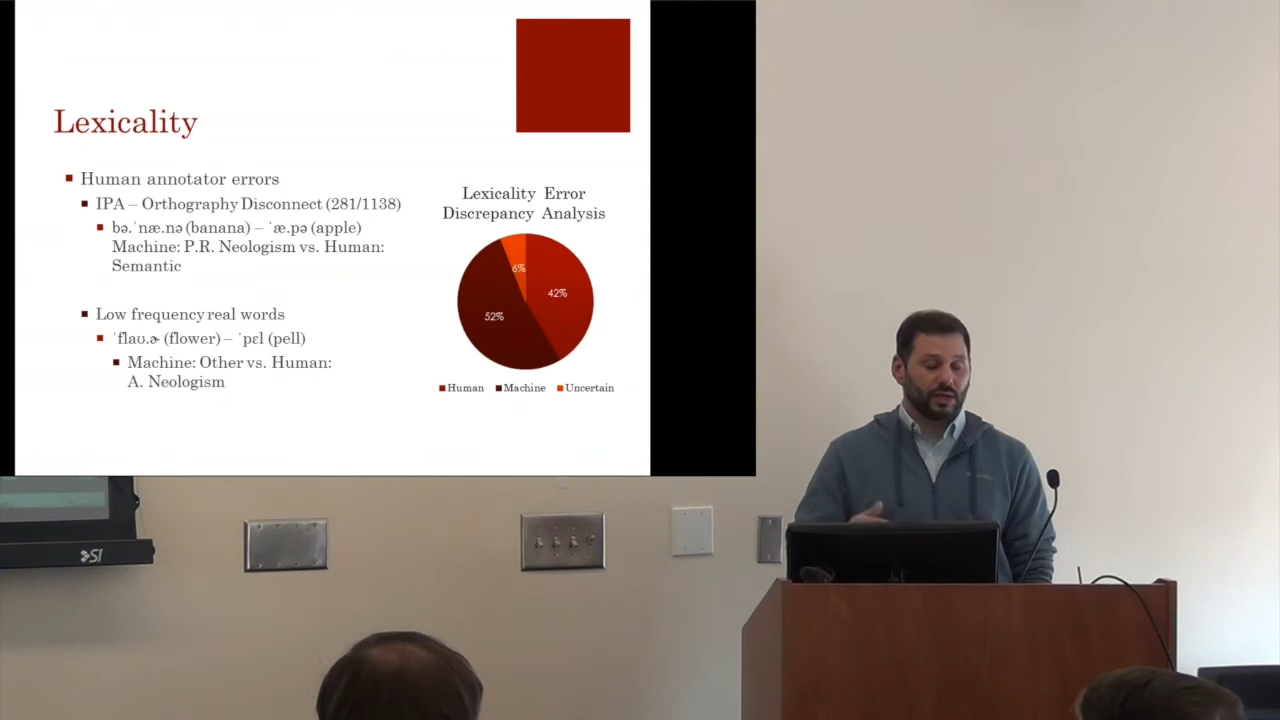 Lexicality
Human annotator errors
IPA – Orthography Disconnect (281/1138)
bə.ˈnæ.nə (banana) – ˈæ.pə (apple)
Machine: P.R. Neologism vs. Human:
Semantic
Low frequency real words
ˈflaʊ.ɚ (flower) – ˈpɛl (pell)
Machine: Other vs. Human:
A. Neologism
Lexicality Error
Discrepancy Analysis
6%
42%
52%
Human Machine Uncertain
SI